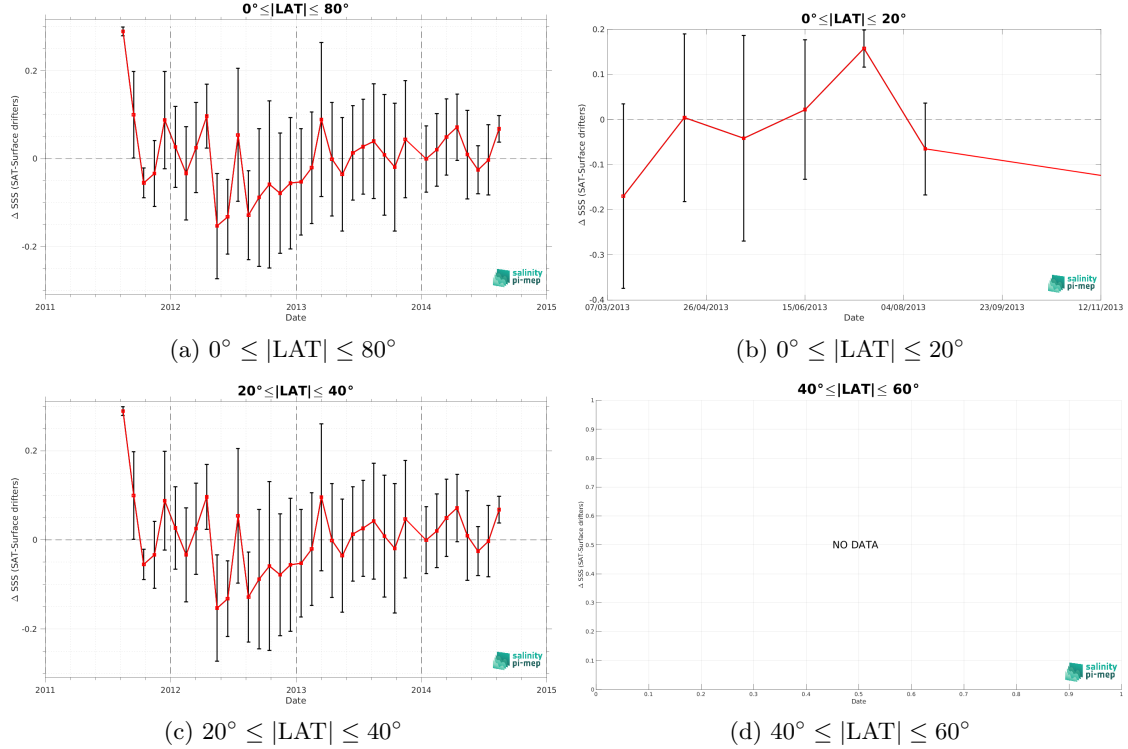 0°≤|LAT|≤ 80°
Δ SSS (SAT-Surface drifters)
0.2
0
-0.2
2011
2012
2013
2014
2015
Date
salinity
pi-mep
(a) 0° ≤ |LAT| ≤ 80°
0°≤|LAT|≤ 20°
Δ SSS (SAT-Surface drifters)
0.2
0.1
0
-0.1
-0.2
-0.3
-0.4
07/03/2013
26/04/2013
15/06/2013
04/08/2013
23/09/2013
12/11/2013
Date
salinity
pi-mep
(b) 0° ≤ |LAT| ≤ 20°
20°≤|LAT|≤ 40°
Δ SSS (SAT-Surface drifters)
0.2
0
-0.2
2011
2012
2013
2014
2015
Date
salinity
pi-mep
(c) 20° ≤ |LAT| ≤ 40°
40°≤|LAT|≤ 60°
Δ SSS (SAT-Surface drifters)
1
0.9
0.8
0.7
0.6
0.5
0.4
0.3
0.2
0.1
0
NO DATA
0
0.1
0.2
0.3
0.4
0.5
0.6
0.7
0.8
0.9
1
Date
salinity
pi-mep
(d) 40° ≤ |LAT| ≤ 60°